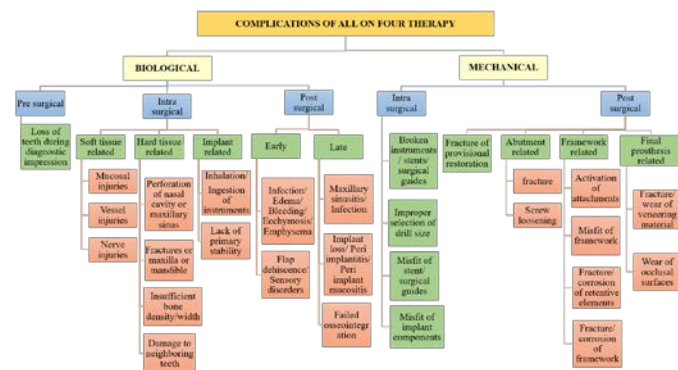 COMPLICATIONS OF ALL ON FOUR THERAPY
BIOLOGICAL
MECHANICAL
Pre surgical
Intra
surgical
Post
surgical
Intra
surgical
Post
surgical
Loss of
teeth during
diagnostic
impression
Soft tissue
related
Mucosal
injuries
Vessel
injuries
Nerve
injuries
Hard tissue
related
Perforation
of nasal
cavity or
maxillary
sinus
Fractures or
maxilla or
mandible
Insufficient
bone
density/width
Damage to
neighboring
teeth
Implant
related
Inhalation/
Ingestion
of
instruments
Lack of
primary
stability
Early
Infection/
Edema/
Bleeding/
Ecchymosis/
Emphysema
Flap
dehiscence/
Sensory
disorders
Late
Maxillary
sinusitis/
Infection
Implant
loss/ Peri
implantitis/
Peri
implant
mucositis
Failed
osseointegr
ation
Broken
instruments
/ stents/
surgical
guides
Improper
selection of
drill size
Misfit of
stent/
surgical
guides
Misfit of
implant
components
Fracture of
provisional
restoration
Abutment
related
fracture
Screw
loosening
Framework
related
Activation
of
attachments
Misfit of
framework
Fracture/
corrosion
of retentive
elements
Fracture/
corrosion
of
framework
Final
prosthesis
related
Fracture/
wear of
veneering
material
Wear of
occlusal
surfaces